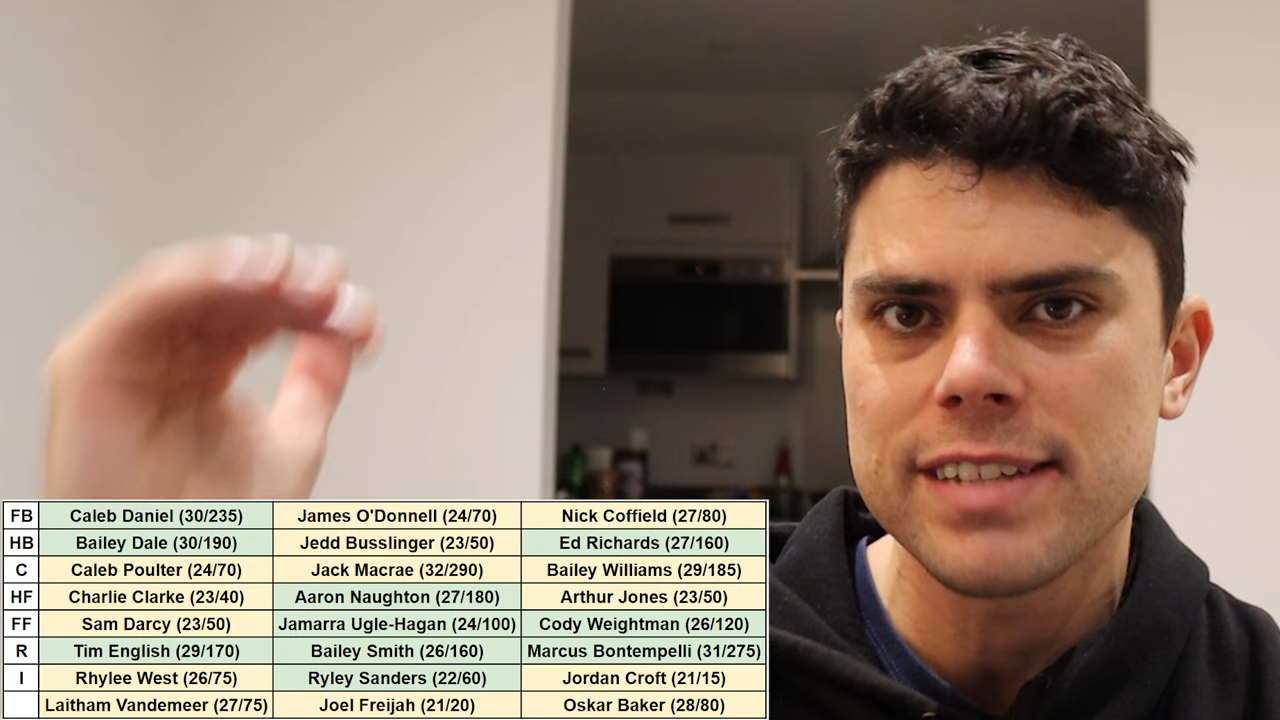 FB Caleb Daniel (30/235) James O'Donnell (24/70) Nick Coffield (27/80)
HB Bailey Dale (30/190) Jedd Busslinger (23/50) Ed Richards (27/160)
C Caleb Poulter (24/70) Jack Macrae (32/290) Bailey Williams (29/185)
HF Charlie Clarke (23/40) Aaron Naughton (27/180) Arthur Jones (23/50)
FF Sam Darcy (23/50) Jamarra Ugle-Hagan (24/100) Cody Weightman (26/120)
R Tim English (29/170) Bailey Smith (26/160) Marcus Bontempelli (31/275)
I Rhylee West (26/75) Ryley Sanders (22/60) Jordan Croft (21/15)
Laitham Vandemeer (27/75) Joel Freijah (21/20) Oskar Baker (28/80)